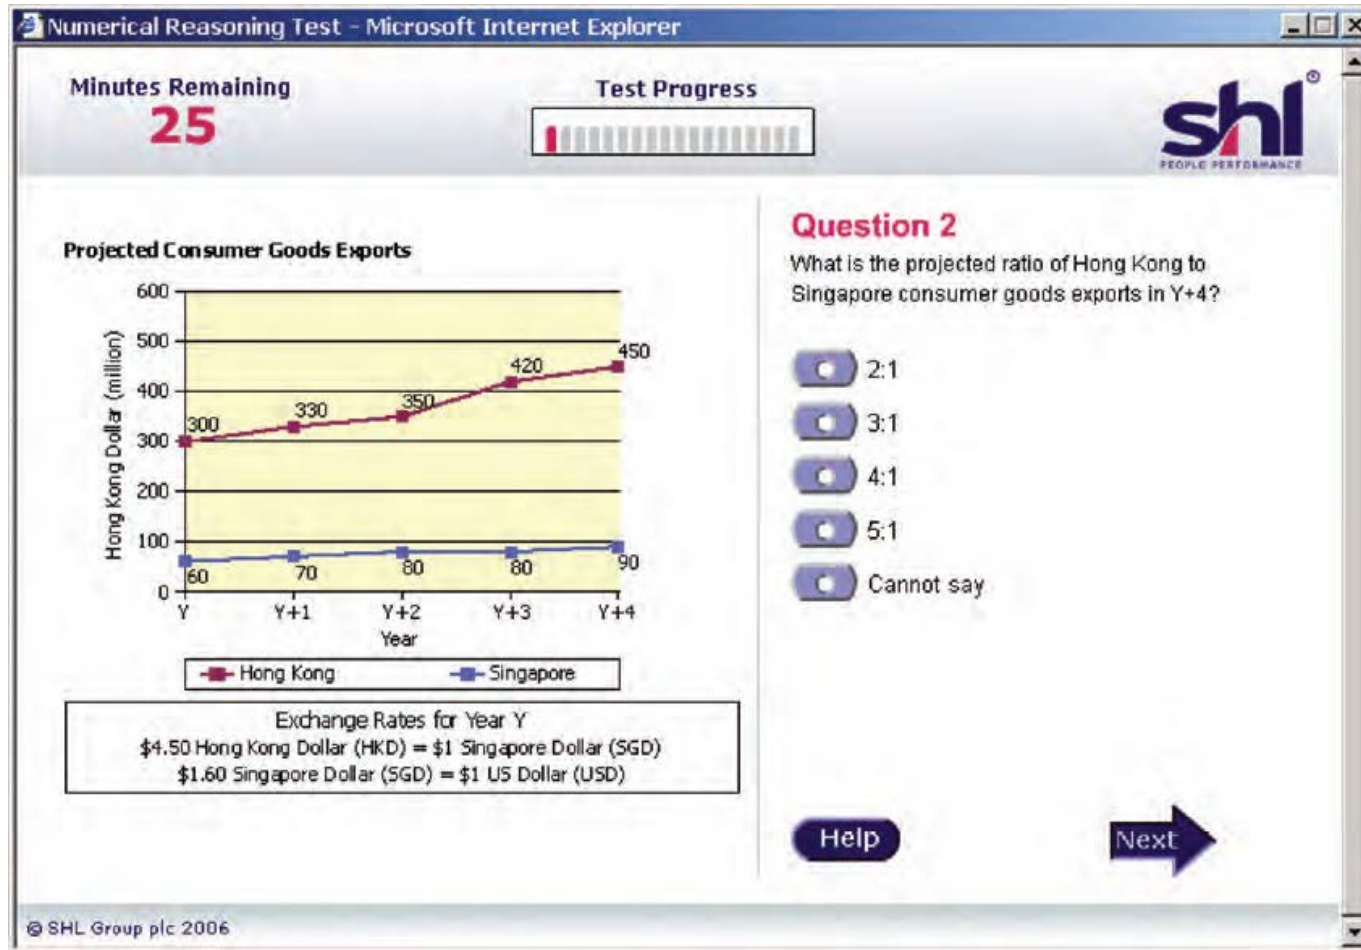 Numerical Reasoning Test - Microsoft Internet Explorer
Minutes Remaining
25
Test Progress
shl®
PEOPLE PERFORMANCE
Projected Consumer Goods Exports
Hong Kong Dollar (million)
600
500
400
300
200
100
0
300
330
350
420
450
60
70
80
80
90
Y
Y+1
Y+2
Y+3
Y+4
Year
Hong Kong
Singapore
Exchange Rates for Year Y
$4.50 Hong Kong Dollar (HKD) = $1 Singapore Dollar (SGD)
$1.60 Singapore Dollar (SGD) = $1 US Dollar (USD)
Question 2
What is the projected ratio of Hong Kong to
Singapore consumer goods exports in Y+4?
2:1
3:1
4:1
5:1
Cannot say
Help
Next
© SHL Group plc 2006